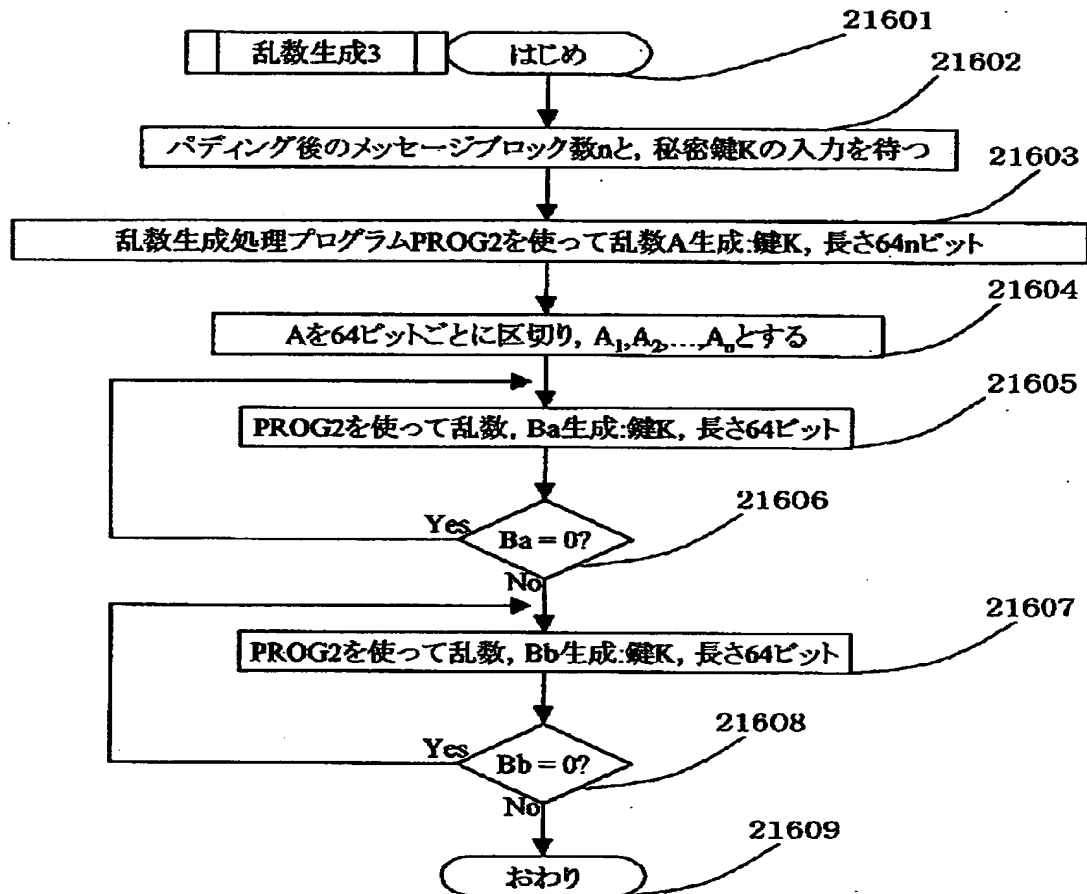 21601
乱数生成3
はじめ
21602
パディング後のメッセージブロック数nと, 秘密鍵Kの入力を待つ
21603
乱数生成処理プログラムPROG2を使って乱数A生成:鍵K, 長さ64nビット
21604
Aを64ビットごとに区切り, A₁,A₂,...,Aₙとする
21605
PROG2を使って乱数, Ba生成:鍵K, 長さ64ビット
21606
Yes
Ba = 0?
No
21607
PROG2を使って乱数, Bb生成:鍵K, 長さ64ビット
21608
Yes
Bb = 0?
No
21609
おわり